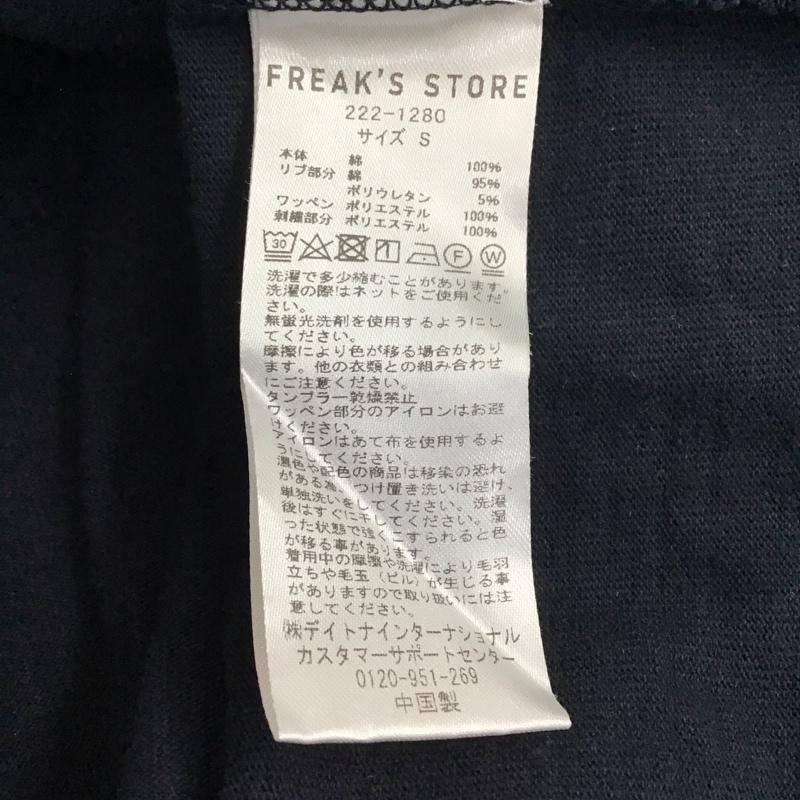 FREAK'S STORE
222-1280
サイズ S
本体 綿 100%
リブ部分 綿 95%
ポリウレタン 5%
ワッペン ポリエステル 100%
刺繍部分 ポリエステル 100%
30 F W
洗濯で多少縮むことがあります。
洗濯の際はネットをご使用くだ
さい。
無蛍光洗剤を使用するようにし
てください。
摩擦により色が移る場合があり
ます。他の衣類との組み合わせ
にご注意ください。
タンブラー乾燥禁止
ワッペン部分のアイロンはお避
けください。
アイロンはあて布を使用するよ
うにしてください。
濃色や配色の商品は移染の恐れ
がある為、つけ置き洗いは避け、
単独洗いをしてください。洗濯
後はすぐに干してください。湿
った状態で強くこすられると色
が移る事があります。
着用中の摩擦や洗濯により毛羽
立ちや毛玉（ピル）が生じる事
がありますので取り扱いには注
意してください。
㈱デイトナインターナショナル
カスタマーサポートセンター
0120-951-269
中国製